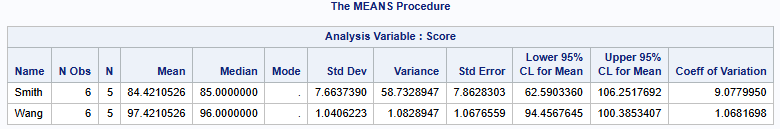 The MEANS Procedure
Analysis Variable : Score
Name N Obs N Mean Median Mode Std Dev Variance Std Error Lower 95% CL for Mean Upper 95% CL for Mean Coeff of Variation
Smith 6 5 84.4210526 85.0000000 . 7.6637390 58.7328947 7.8628303 62.5903360 106.2517692 9.0779950
Wang 6 5 97.4210526 96.0000000 . 1.0406223 1.0828947 1.0676559 94.4567645 100.3853407 1.0681698